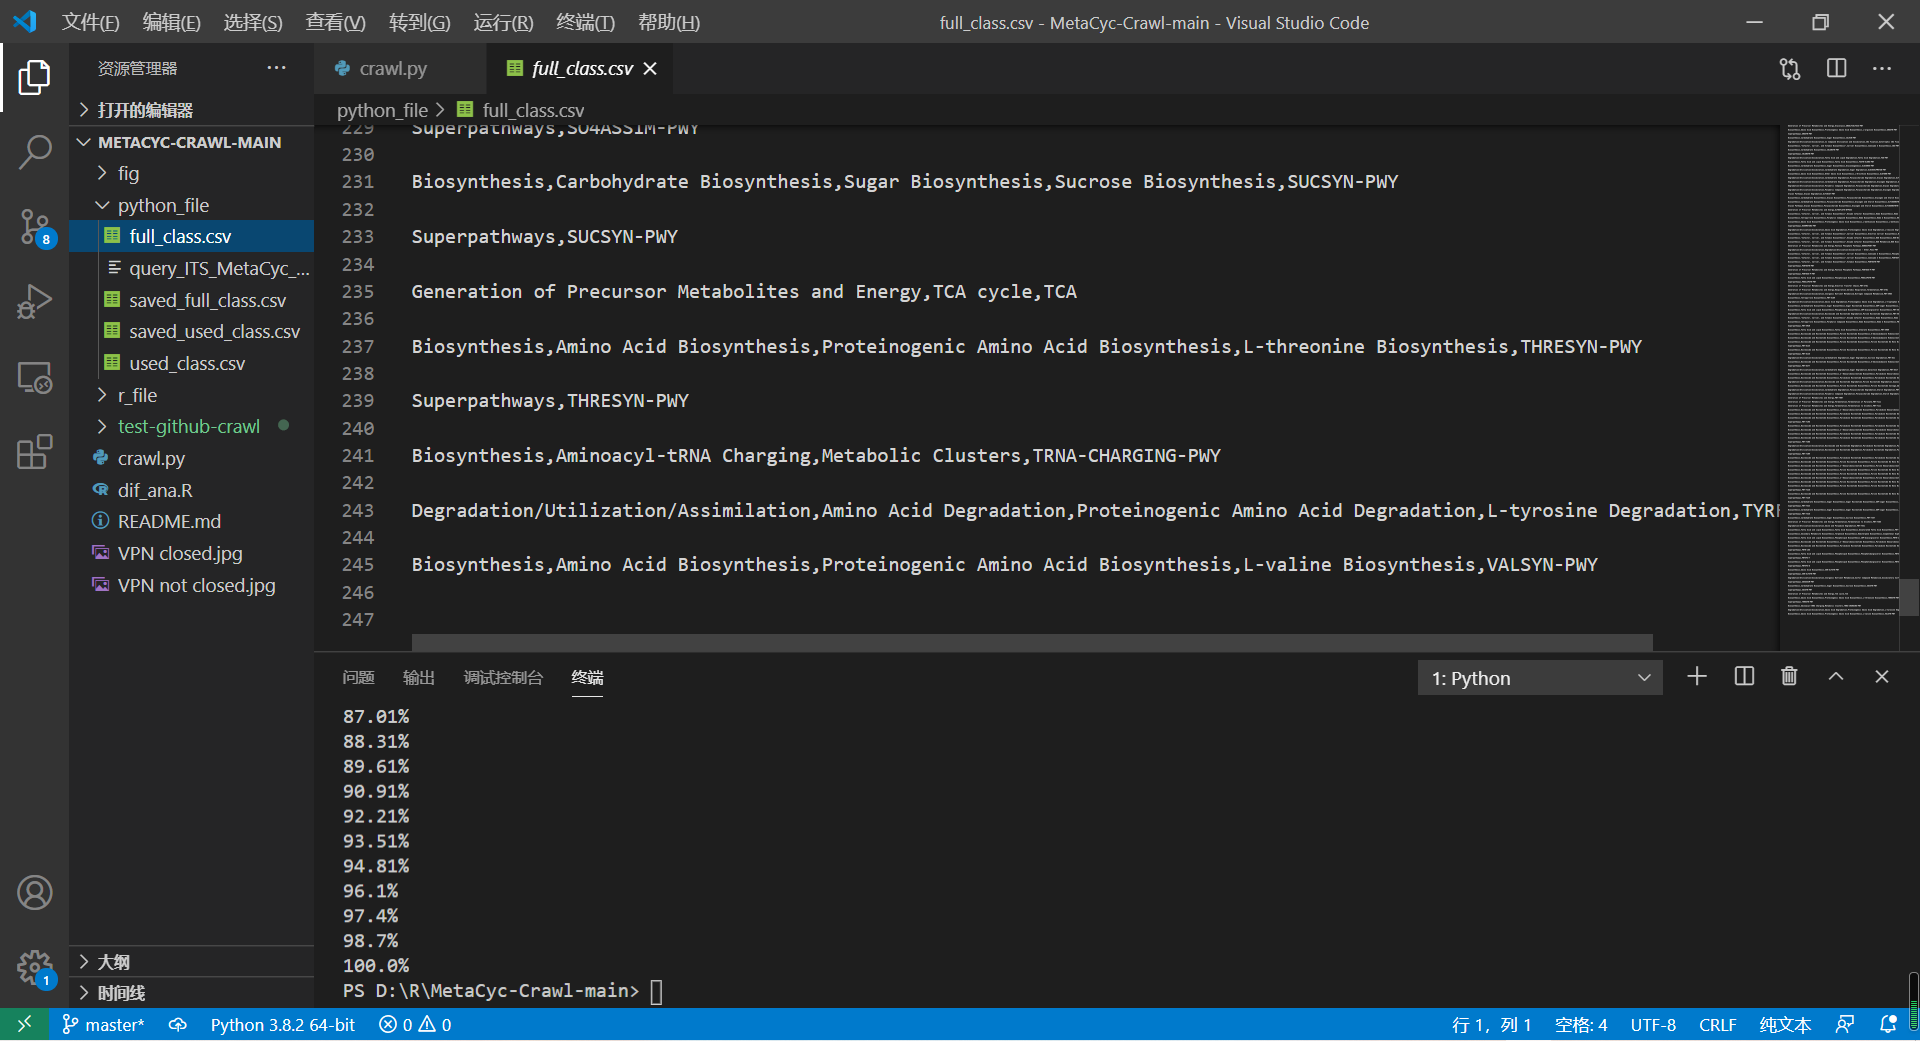 文件(F) 编辑(E) 选择(S) 查看(V) 转到(G) 运行(R) 终端(T) 帮助(H) full_class.csv - MetaCyc-Crawl-main - Visual Studio Code
资源管理器 ···
打开的编辑器
METACYC-CRAWL-MAIN
fig
python_file
full_class.csv
query_ITS_MetaCyc_...
saved_full_class.csv
saved_used_class.csv
used_class.csv
r_file
test-github-crawl
crawl.py
dif_ana.R
README.md
VPN closed.jpg
VPN not closed.jpg
大纲
时间线
8
1
crawl.py full_class.csv
python_file > full_class.csv
229 Superpathways,SO4ASSIM-PWY
230
231 Biosynthesis,Carbohydrate Biosynthesis,Sugar Biosynthesis,Sucrose Biosynthesis,SUCSYN-PWY
232
233 Superpathways,SUCSYN-PWY
234
235 Generation of Precursor Metabolites and Energy,TCA cycle,TCA
236
237 Biosynthesis,Amino Acid Biosynthesis,Proteinogenic Amino Acid Biosynthesis,L-threonine Biosynthesis,THRESYN-PWY
238
239 Superpathways,THRESYN-PWY
240
241 Biosynthesis,Aminoacyl-tRNA Charging,Metabolic Clusters,TRNA-CHARGING-PWY
242
243 Degradation/Utilization/Assimilation,Amino Acid Degradation,Proteinogenic Amino Acid Degradation,L-tyrosine Degradation,TYRF
244
245 Biosynthesis,Amino Acid Biosynthesis,Proteinogenic Amino Acid Biosynthesis,L-valine Biosynthesis,VALSYN-PWY
246
247
问题 输出 调试控制台 终端 1: Python
87.01%
88.31%
89.61%
90.91%
92.21%
93.51%
94.81%
96.1%
97.4%
98.7%
100.0%
PS D:\R\MetaCyc-Crawl-main>
master* Python 3.8.2 64-bit 0 0 行 1, 列 1 空格: 4 UTF-8 CRLF 纯文本